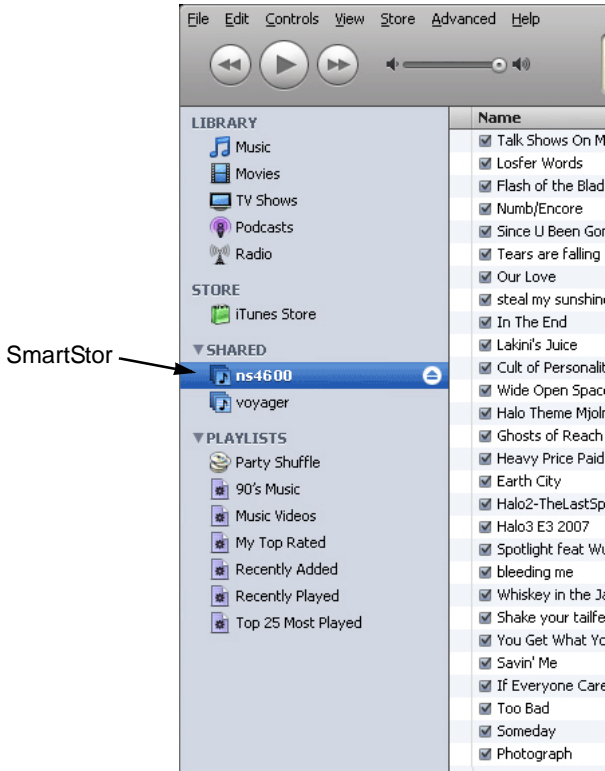 File Edit Controls View Store Advanced Help
LIBRARY
Music
Movies
TV Shows
Podcasts
Radio
STORE
iTunes Store
SHARED
SmartStor
ns4600
voyager
PLAYLISTS
Party Shuffle
90's Music
Music Videos
My Top Rated
Recently Added
Recently Played
Top 25 Most Played
Name
Talk Shows On M
Losfer Words
Flash of the Blad
Numb/Encore
Since U Been Gon
Tears are falling
Our Love
steal my sunshine
In The End
Lakini's Juice
Cult of Personalit
Wide Open Space
Halo Theme Mjoln
Ghosts of Reach
Heavy Price Paid
Earth City
Halo2-TheLastSp
Halo3 E3 2007
Spotlight feat Wu
bleeding me
Whiskey in the Ja
Shake your tailfe
You Get What Yo
Savin' Me
If Everyone Care
Too Bad
Someday
Photograph